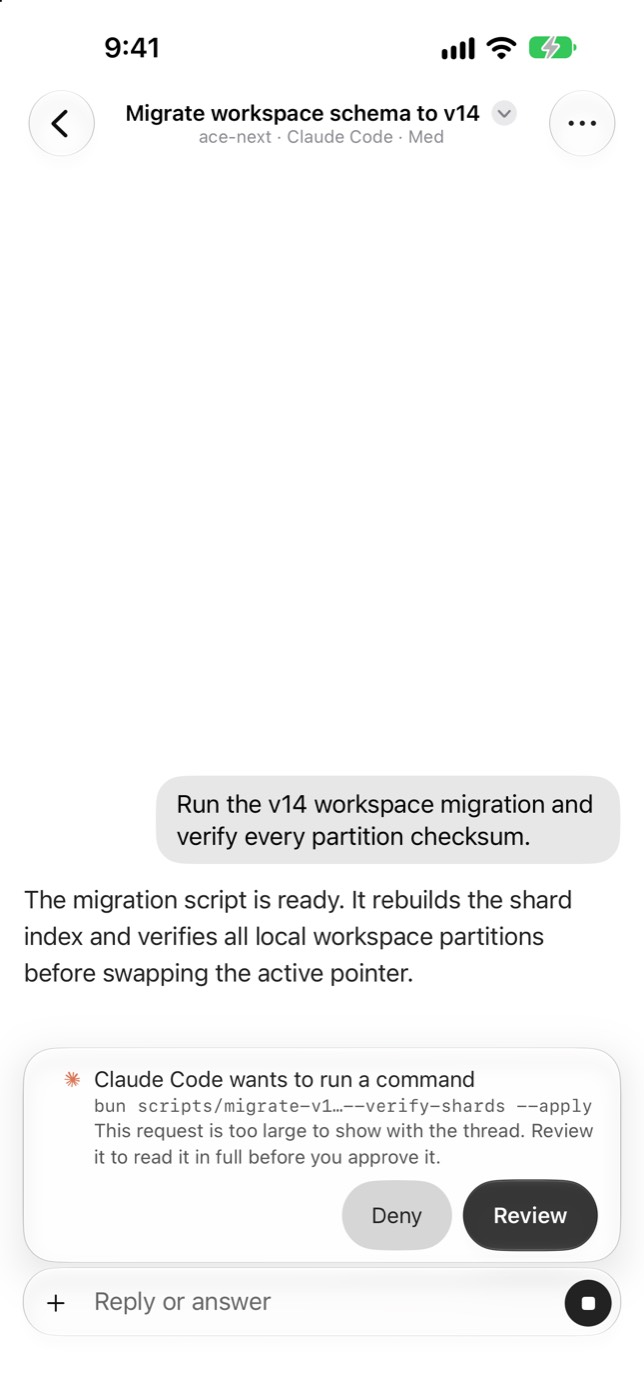 9:41
Migrate workspace schema to v14
ace-next · Claude Code · Med
Run the v14 workspace migration and
verify every partition checksum.
The migration script is ready. It rebuilds the shard
index and verifies all local workspace partitions
before swapping the active pointer.
Claude Code wants to run a command
bun scripts/migrate-v1…--verify-shards --apply
This request is too large to show with the thread. Review
it to read it in full before you approve it.
Deny
Review
Reply or answer